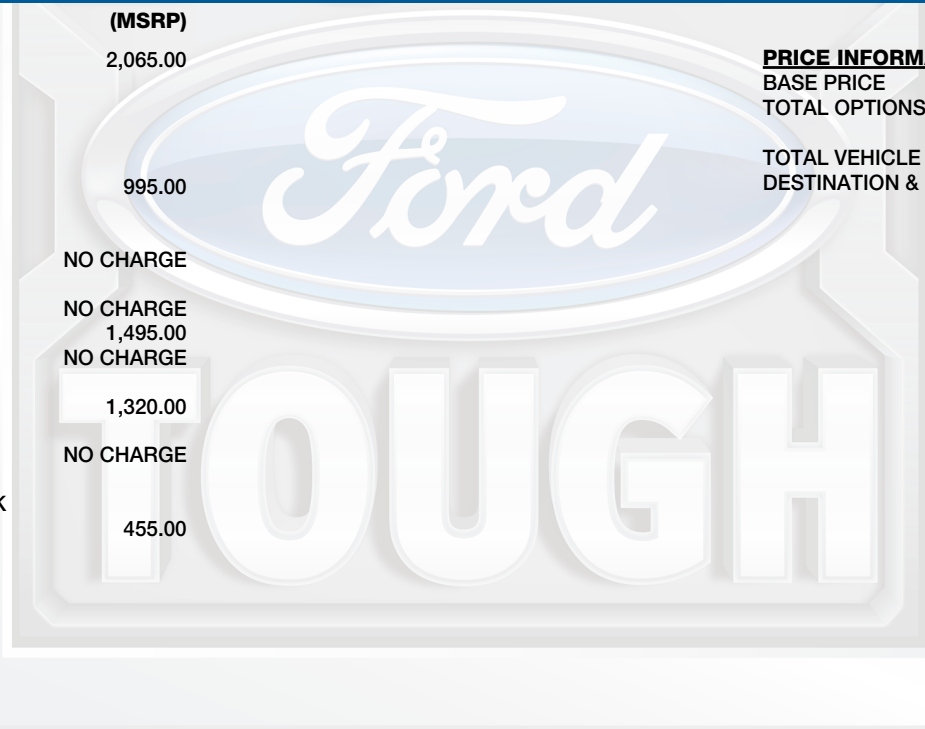 (MSRP)
2,065.00
995.00
NO CHARGE
NO CHARGE
1,495.00
NO CHARGE
1,320.00
NO CHARGE
K
455.00
PRICE INFORMA
BASE PRICE
TOTAL OPTIONS
TOTAL VEHICLE
DESTINATION &
Ford
TOUGH